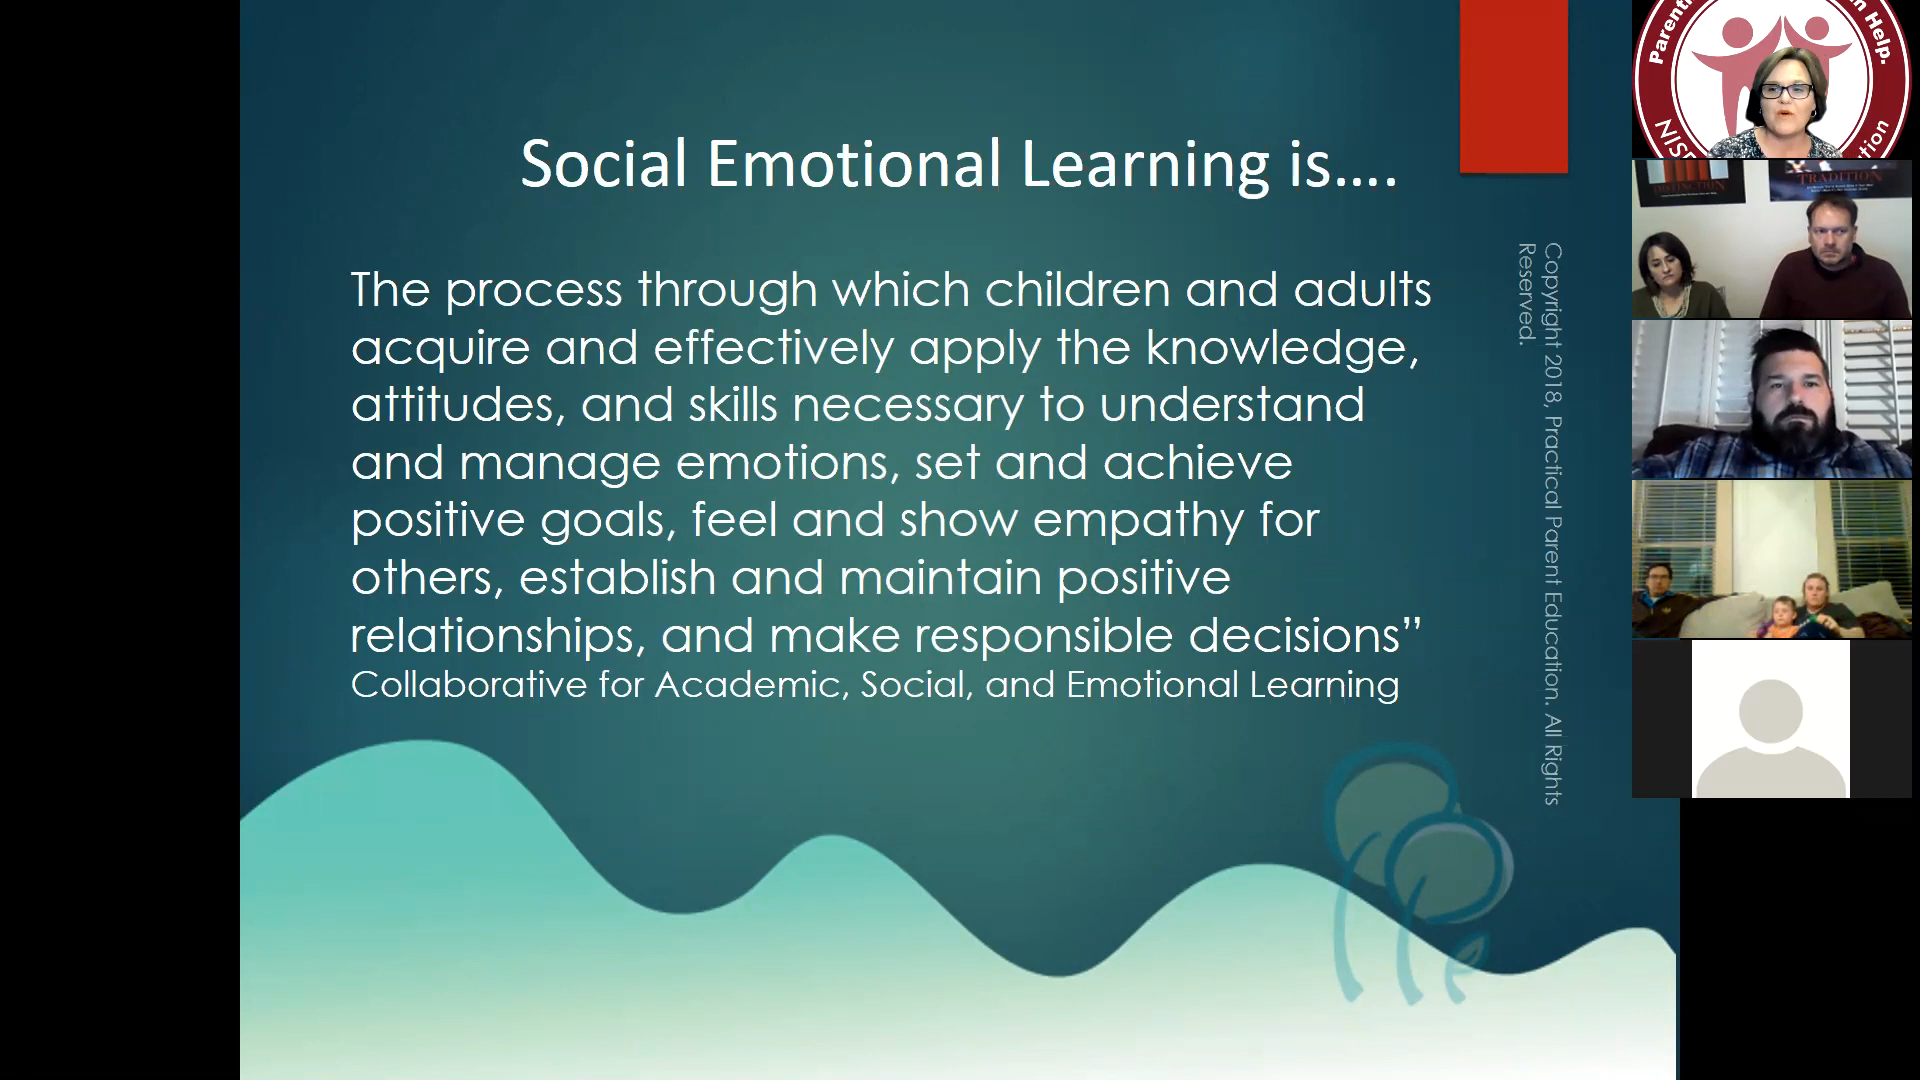 Social Emotional Learning is....
The process through which children and adults
acquire and effectively apply the knowledge,
attitudes, and skills necessary to understand
and manage emotions, set and achieve
positive goals, feel and show empathy for
others, establish and maintain positive
relationships, and make responsible decisions”
Collaborative for Academic, Social, and Emotional Learning
Copyright 2018, Practical Parent Education. All Rights
Reserved.
Help.
DISTINCTION
TRADITION